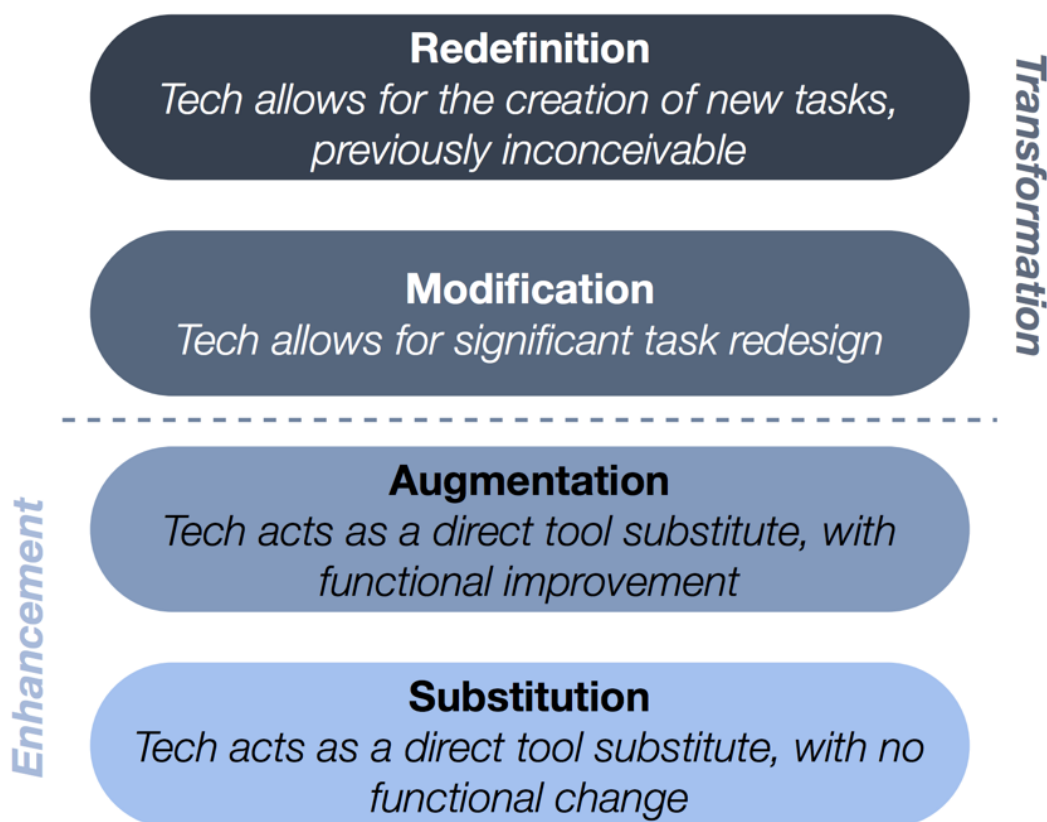 Redefinition
Tech allows for the creation of new tasks,
previously inconceivable
Transformation
Modification
Tech allows for significant task redesign
Augmentation
Tech acts as a direct tool substitute, with
functional improvement
Enhancement
Substitution
Tech acts as a direct tool substitute, with no
functional change